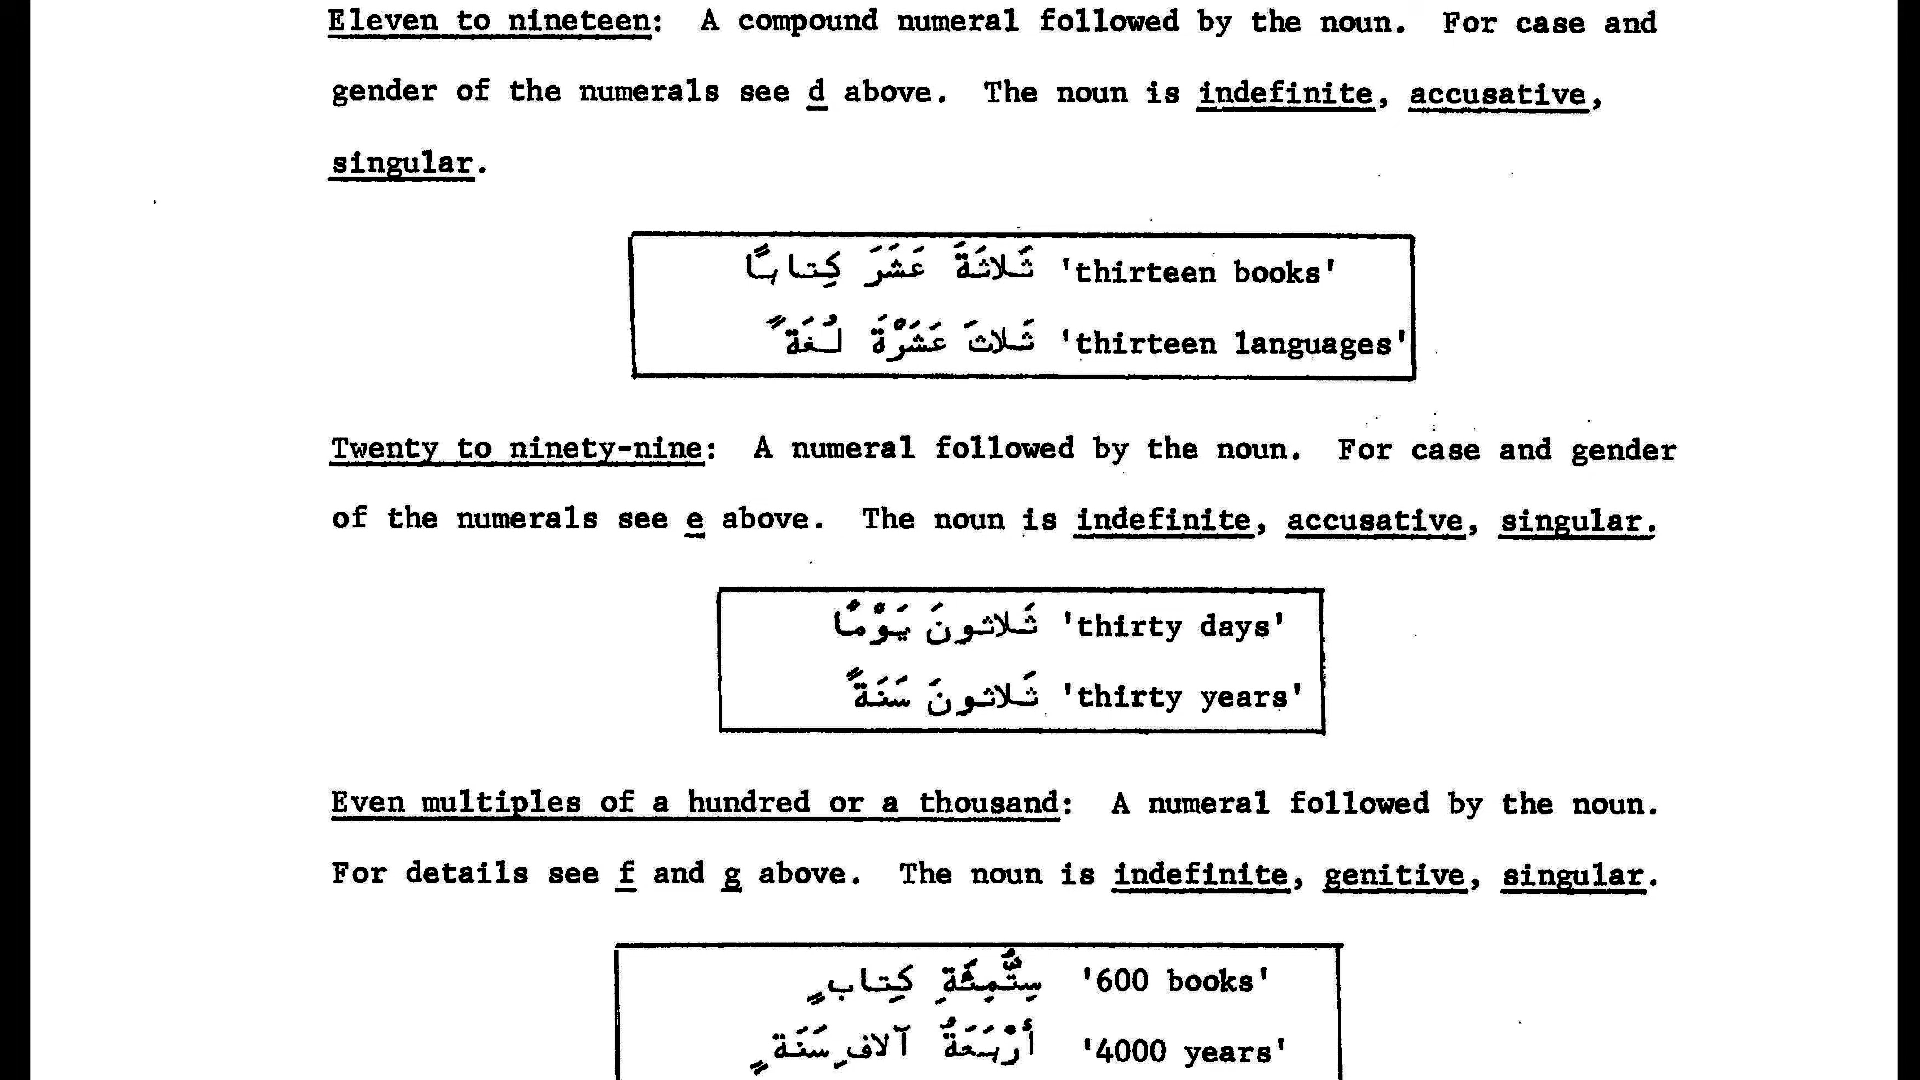 Eleven to nineteen: A compound numeral followed by the noun. For case and
gender of the numerals see d above. The noun is indefinite, accusative,
singular.
ثَلاثَةَ عَشَرَ كِتابًا 'thirteen books'
ثَلاثَ عَشَرْةَ لُغَةً 'thirteen languages'
Twenty to ninety-nine: A numeral followed by the noun. For case and gender
of the numerals see e above. The noun is indefinite, accusative, singular.
ثَلاثونَ يَوْمًا 'thirty days'
ثَلاثونَ سَنَةً 'thirty years'
Even multiples of a hundred or a thousand: A numeral followed by the noun.
For details see f and g above. The noun is indefinite, genitive, singular.
سِتُّمِئَةِ كِتابٍ '600 books'
أَرْبَعَةُ آلافِ سَنَةٍ '4000 years'